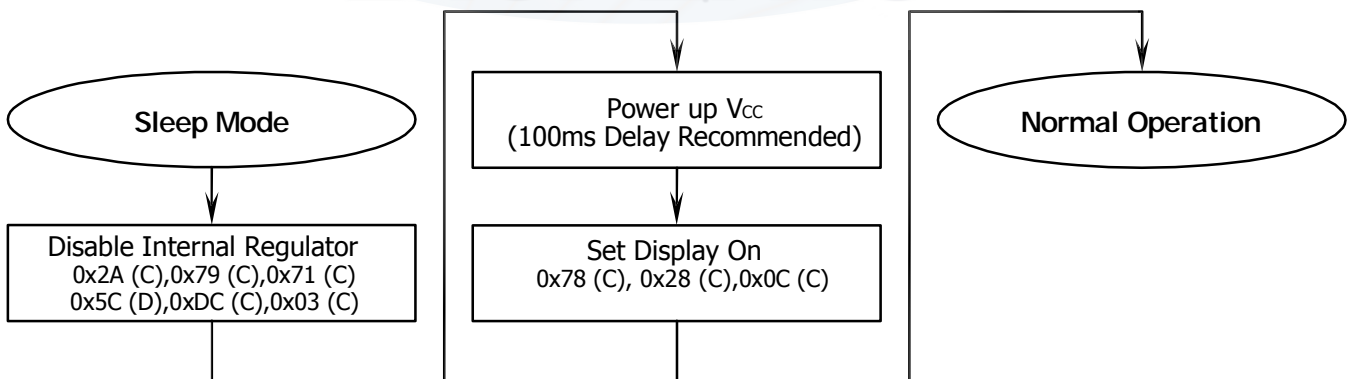 Sleep Mode
Disable Internal Regulator
0x2A (C),0x79 (C),0x71 (C)
0x5C (D),0xDC (C),0x03 (C)
Power up Vcc
(100ms Delay Recommended)
Set Display On
0x78 (C), 0x28 (C),0x0C (C)
Normal Operation